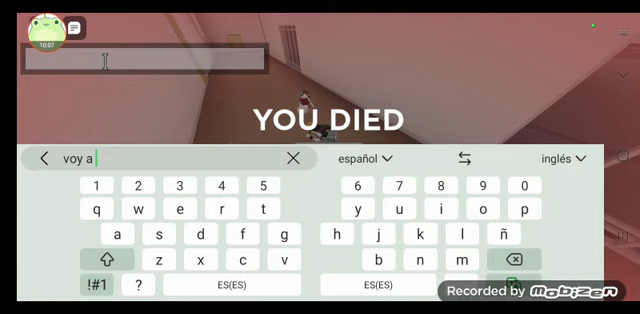 10:07
YOU DIED
voy a
español
inglés
1 2 3 4 5 6 7 8 9 0
q w e r t y u i o p
a s d f g h j k l ñ
z x c v b n m
!#1 ? ES(ES) ES(ES)
Recorded by Mobizen